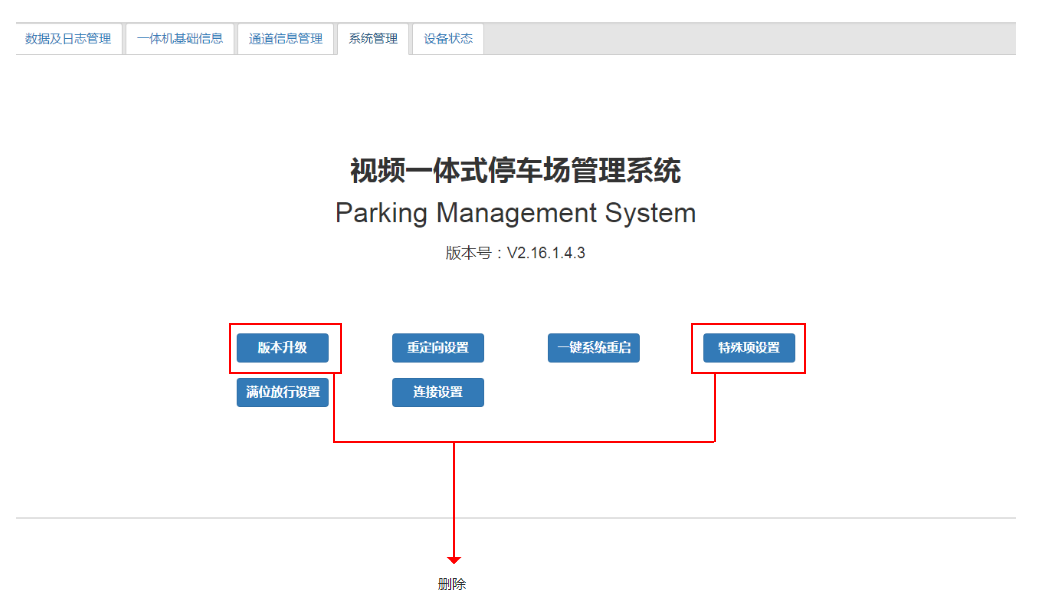 数据及日志管理 一体机基础信息 通道信息管理 系统管理 设备状态
视频一体式停车场管理系统
Parking Management System
版本号：V2.16.1.4.3
版本升级 重定向设置 一键系统重启 特殊项设置
满位放行设置 连接设置
删除